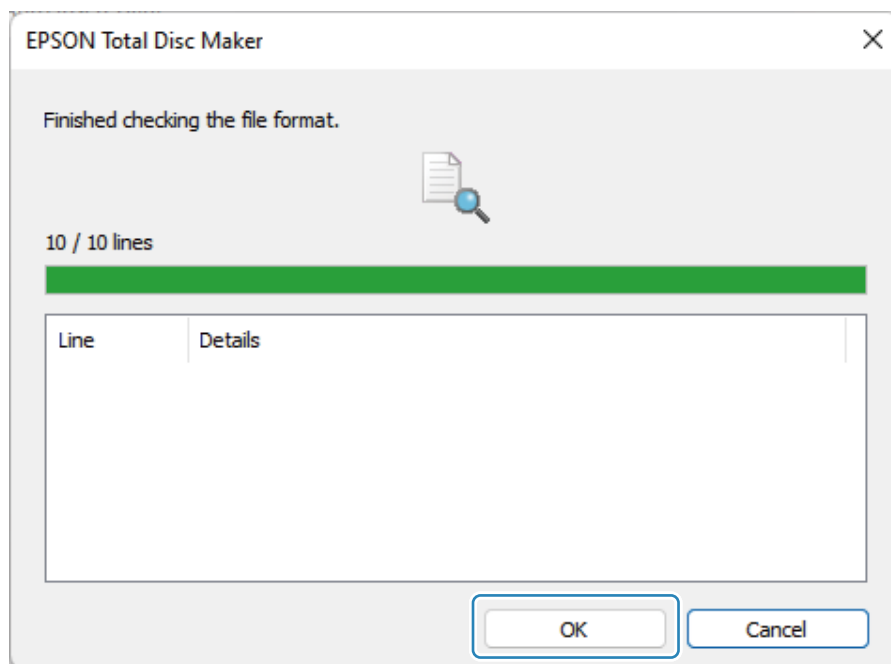 EPSON Total Disc Maker
Finished checking the file format.
10 / 10 lines
Line Details
OK Cancel